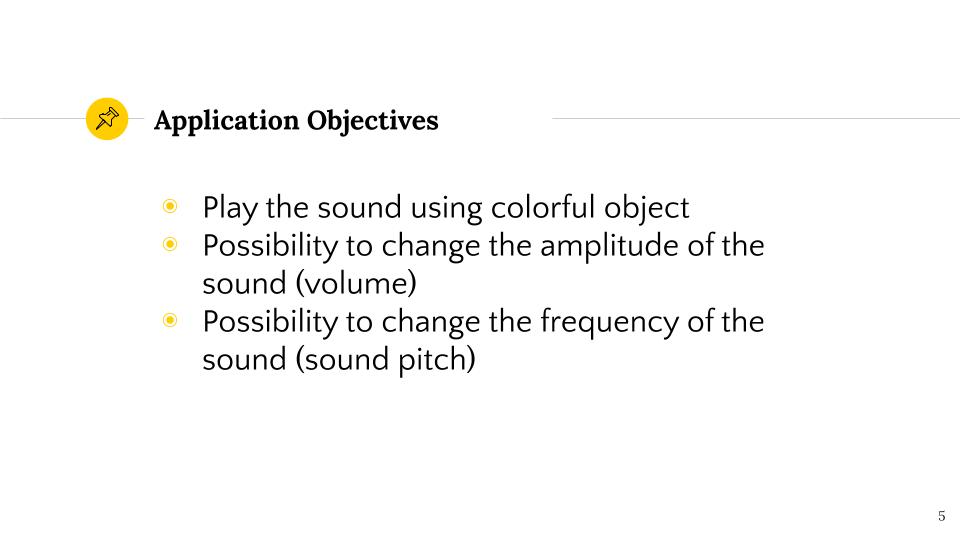 Application Objectives
Play the sound using colorful object
Possibility to change the amplitude of the
sound (volume)
Possibility to change the frequency of the
sound (sound pitch)
5